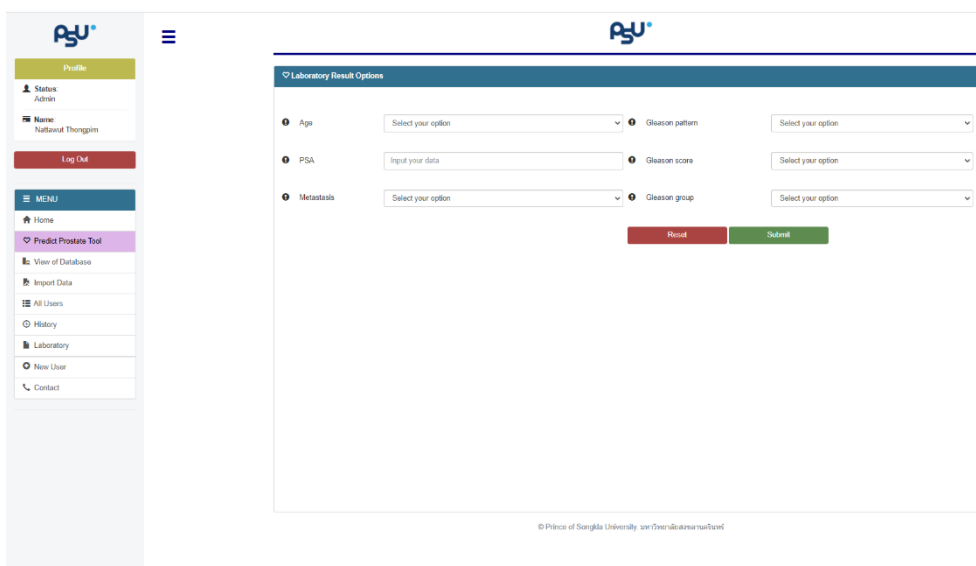 PSU
Profile
Status:
Admin
Name
Nattawut Thongpim
Log Out
MENU
Home
Predict Prostate Tool
View of Database
Import Data
All Users
History
Laboratory
New User
Contact
PSU
Laboratory Result Options
Age Select your option Gleason pattern Select your option
PSA Input your data Gleason score Select your option
Metastasis Select your option Gleason group Select your option
Reset Submit
© Prince of Songkla University. มหาวิทยาลัยสงขลานครินทร์